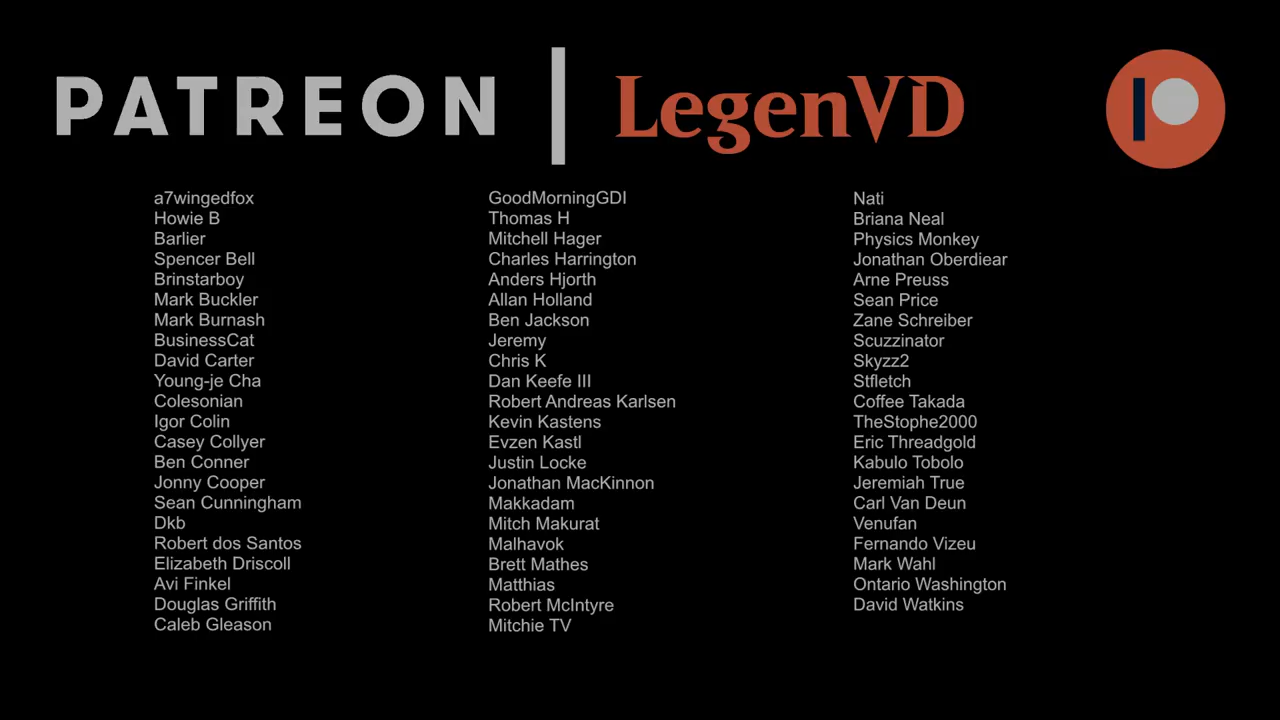 PATREON | LegenVD
a7wingedfox
Howie B
Barlier
Spencer Bell
Brinstarboy
Mark Buckler
Mark Burnash
BusinessCat
David Carter
Young-je Cha
Colesonian
Igor Colin
Casey Collyer
Ben Conner
Jonny Cooper
Sean Cunningham
Dkb
Robert dos Santos
Elizabeth Driscoll
Avi Finkel
Douglas Griffith
Caleb Gleason
GoodMorningGDI
Thomas H
Mitchell Hager
Charles Harrington
Anders Hjorth
Allan Holland
Ben Jackson
Jeremy
Chris K
Dan Keefe III
Robert Andreas Karlsen
Kevin Kastens
Evzen Kastl
Justin Locke
Jonathan MacKinnon
Makkadam
Mitch Makurat
Malhavok
Brett Mathes
Matthias
Robert McIntyre
Mitchie TV
Nati
Briana Neal
Physics Monkey
Jonathan Oberdiear
Arne Preuss
Sean Price
Zane Schreiber
Scuzzinator
Skyzz2
Stfletch
Coffee Takada
TheStophe2000
Eric Threadgold
Kabulo Tobolo
Jeremiah True
Carl Van Deun
Venufan
Fernando Vizeu
Mark Wahl
Ontario Washington
David Watkins